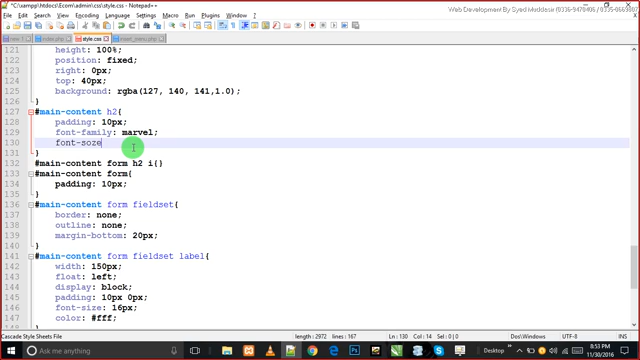 *C:\xampp\htdocs\Ecom\admin\style.css - Notepad++
Web Development By Syed Maddasir
File Edit Search View Encoding Language Settings Macro Run Plugins Window ?
index.php style.css
121 height: 100%;
122 position: fixed;
123 right: 0px;
124 top: 40px;
125 background: rgba(127, 140, 141,1.0);
126 }
127 #main-content h2{
128 padding: 10px;
129 font-family: marvel;
130 font-soze
131 }
132 #main-content form h2 i{}
133 #main-content form{
134 padding: 10px;
135 }
136 #main-content form fieldset{
137 border: none;
138 outline: none;
139 margin-bottom: 20px;
140 }
141 #main-content form fieldset label{
142 width: 150px;
143 float: left;
144 display: block;
145 padding: 10px 0px;
146 font-size: 16px;
147 color: #fff;
148 }
Cascade Style Sheets File length : 2972 lines : 167 Ln : 130 Col : 14 Sel : 0 | 0 Dos\Windows UTF-8 INS
Ask me anything Desktop 8:53 PM
11/30/2016